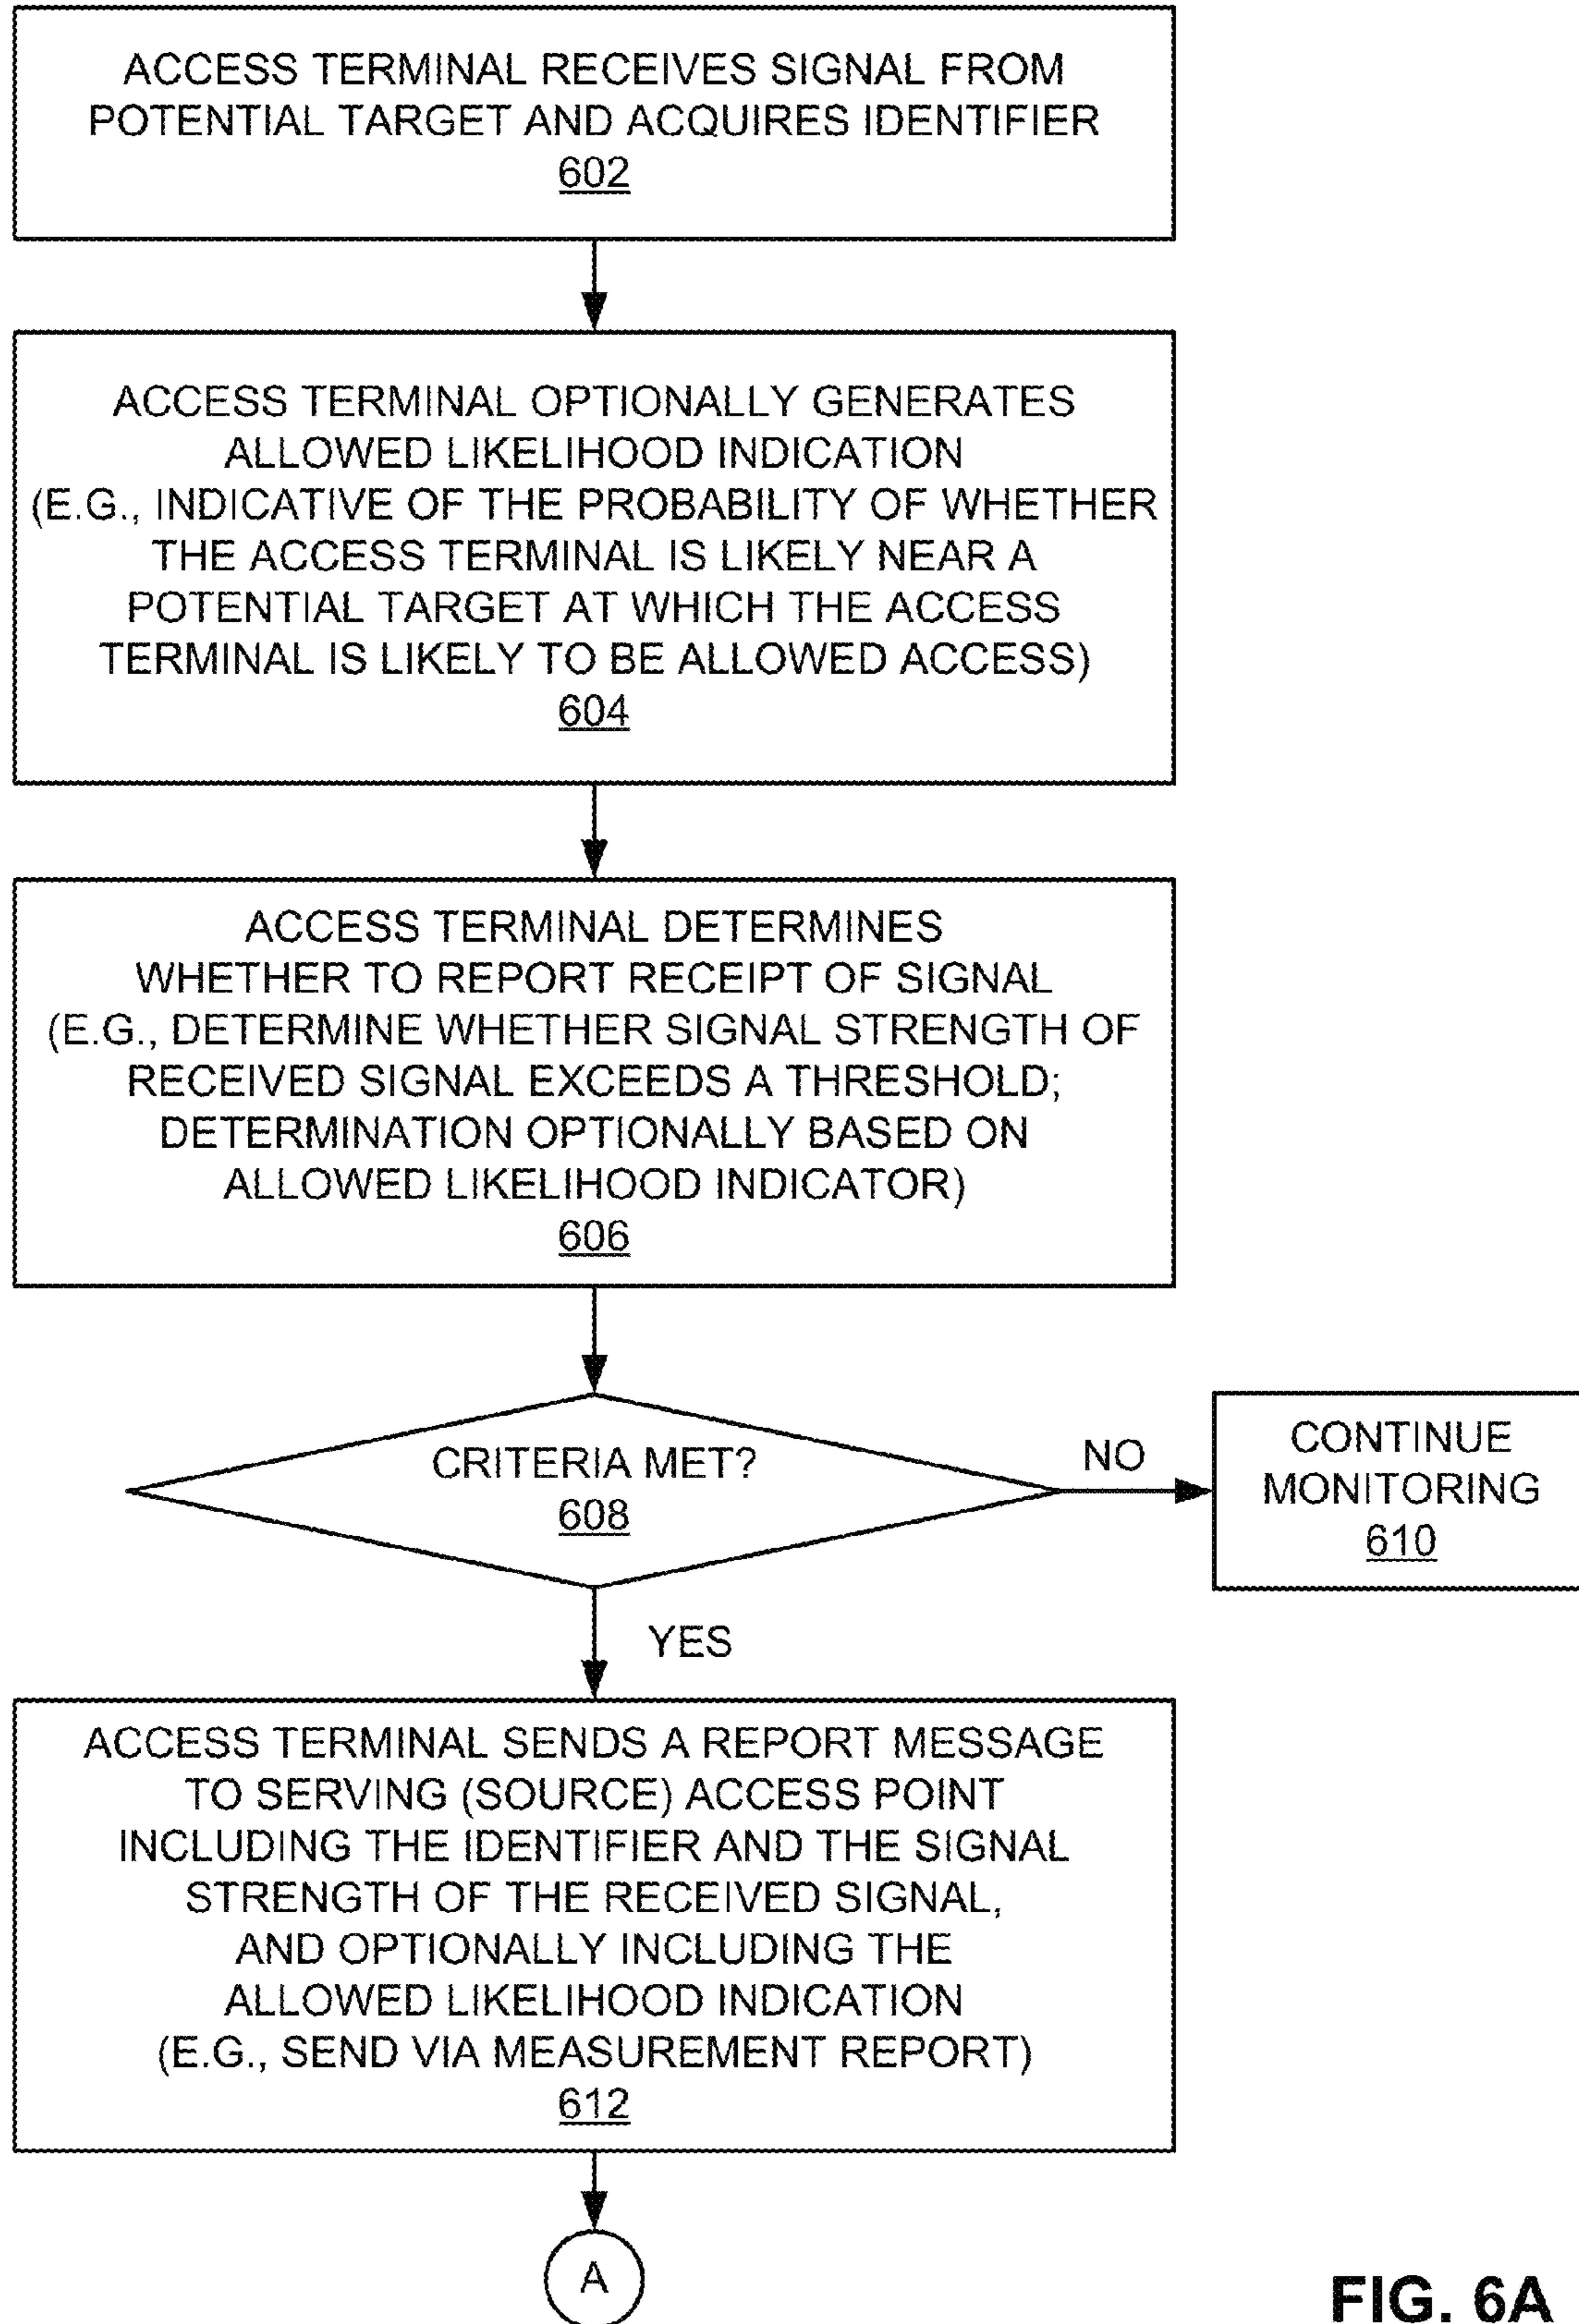 ACCESS TERMINAL RECEIVES SIGNAL FROM
POTENTIAL TARGET AND ACQUIRES IDENTIFIER
602
ACCESS TERMINAL OPTIONALLY GENERATES
ALLOWED LIKELIHOOD INDICATION
(E.G., INDICATIVE OF THE PROBABILITY OF WHETHER
THE ACCESS TERMINAL IS LIKELY NEAR A
POTENTIAL TARGET AT WHICH THE ACCESS
TERMINAL IS LIKELY TO BE ALLOWED ACCESS)
604
ACCESS TERMINAL DETERMINES
WHETHER TO REPORT RECEIPT OF SIGNAL
(E.G., DETERMINE WHETHER SIGNAL STRENGTH OF
RECEIVED SIGNAL EXCEEDS A THRESHOLD;
DETERMINATION OPTIONALLY BASED ON
ALLOWED LIKELIHOOD INDICATOR)
606
CRITERIA MET?
608
NO
CONTINUE
MONITORING
610
YES
ACCESS TERMINAL SENDS A REPORT MESSAGE
TO SERVING (SOURCE) ACCESS POINT
INCLUDING THE IDENTIFIER AND THE SIGNAL
STRENGTH OF THE RECEIVED SIGNAL,
AND OPTIONALLY INCLUDING THE
ALLOWED LIKELIHOOD INDICATION
(E.G., SEND VIA MEASUREMENT REPORT)
612
A
FIG. 6A